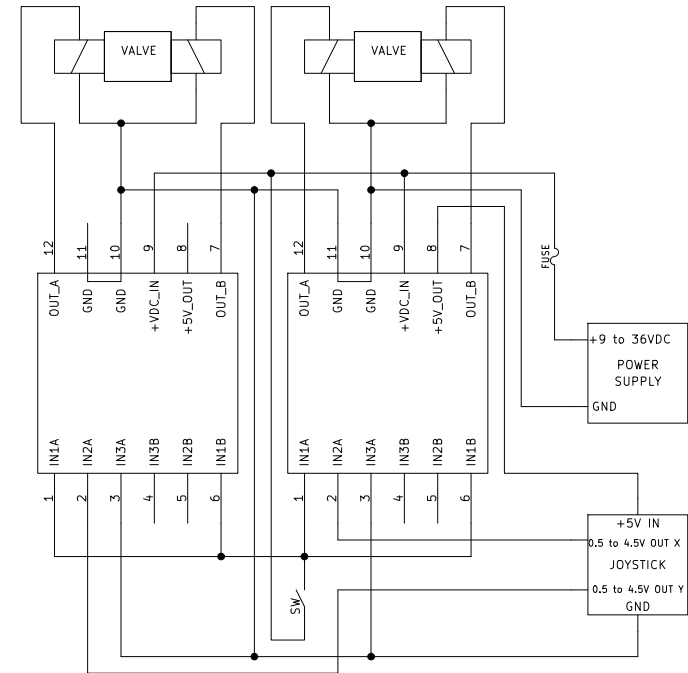 VALVE
VALVE
12
11
10
9
8
7
12
11
10
9
8
7
FUSE
OUT_A
GND
GND
+VDC_IN
+5V_OUT
OUT_B
OUT_A
GND
GND
+VDC_IN
+5V_OUT
OUT_B
+9 to 36VDC
POWER
SUPPLY
GND
IN1A
IN2A
IN3A
IN3B
IN2B
IN1B
IN1A
IN2A
IN3A
IN3B
IN2B
IN1B
1
2
3
4
5
6
1
2
3
4
5
6
+5V IN
0.5 to 4.5V OUT X
JOYSTICK
0.5 to 4.5V OUT Y
GND
SW